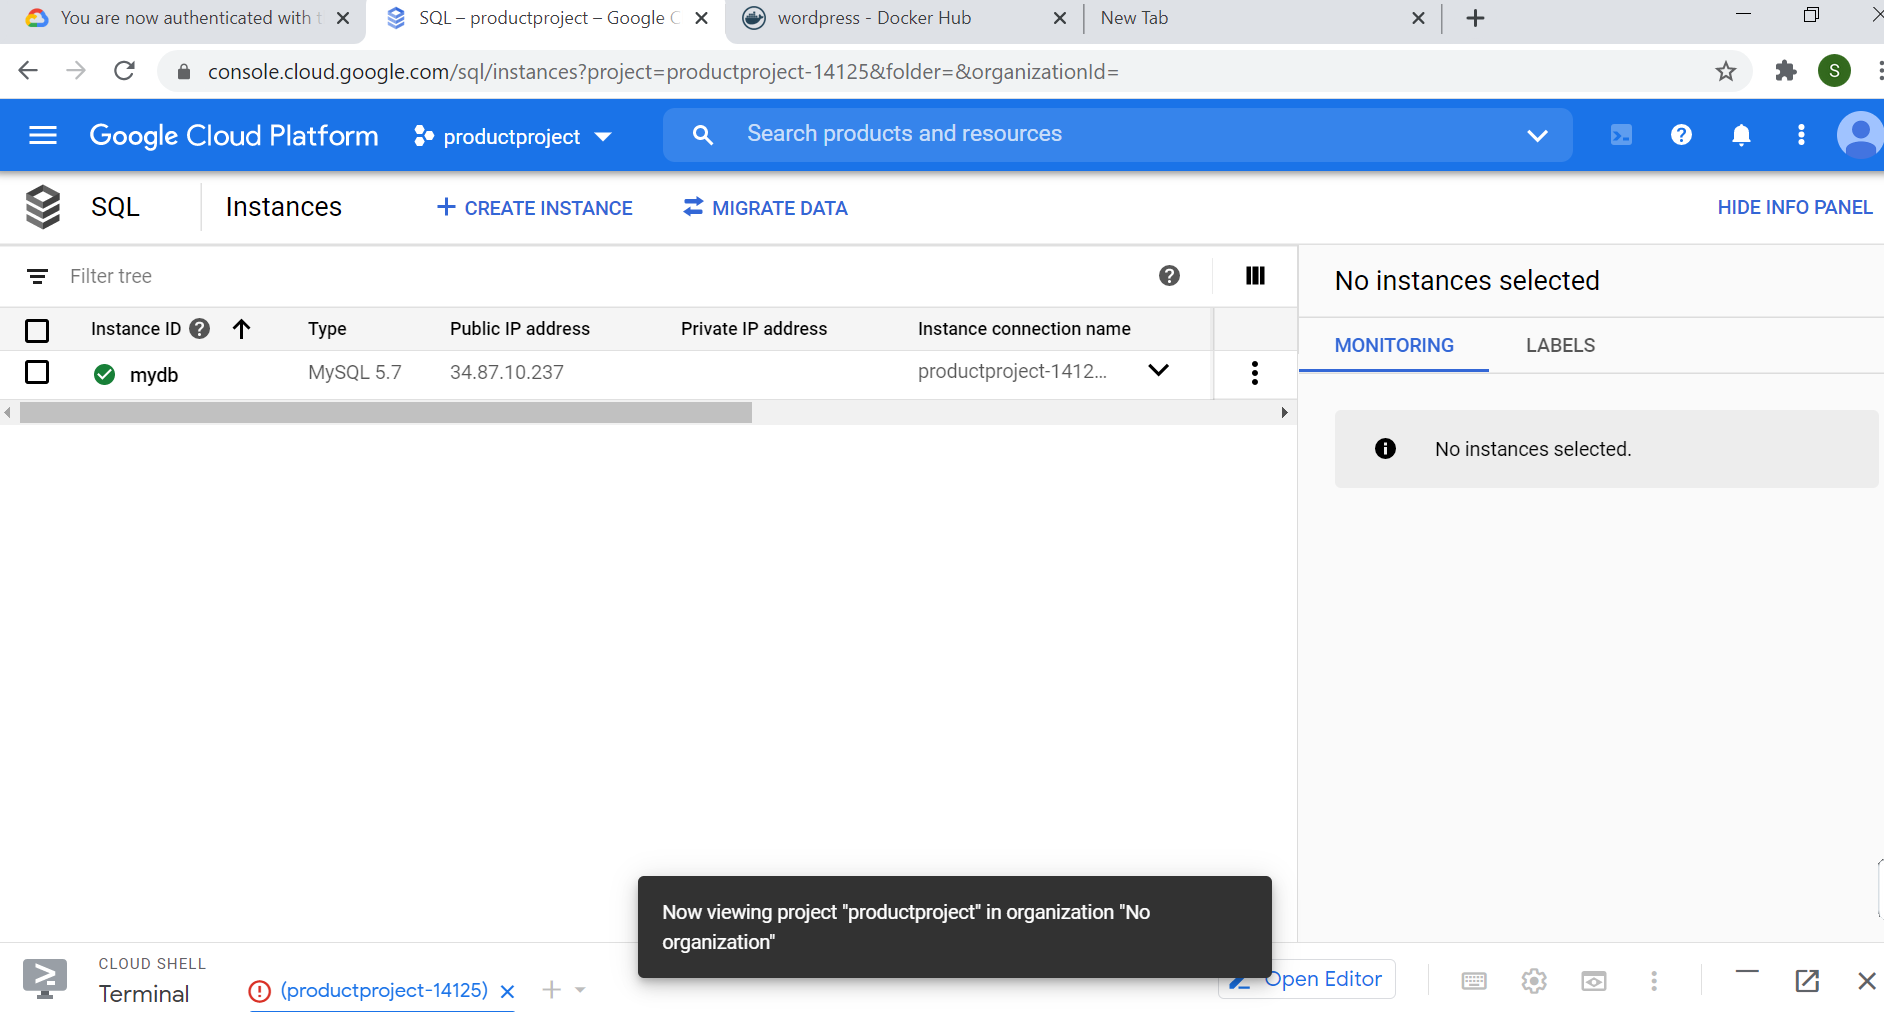 You are now authenticated with t
SQL – productproject – Google C
wordpress - Docker Hub
New Tab
console.cloud.google.com/sql/instances?project=productproject-14125&folder=&organizationId=
S
Google Cloud Platform
productproject
Search products and resources
SQL
Instances
CREATE INSTANCE
MIGRATE DATA
HIDE INFO PANEL
Filter tree
No instances selected
Instance ID
Type
Public IP address
Private IP address
Instance connection name
MONITORING
LABELS
mydb
MySQL 5.7
34.87.10.237
productproject-1412...
No instances selected.
Now viewing project "productproject" in organization "No
organization"
CLOUD SHELL
Terminal
(productproject-14125)
Open Editor